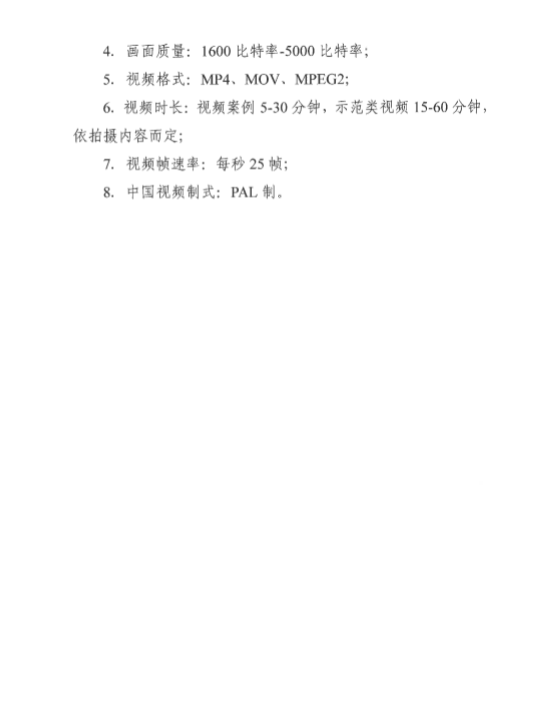 4. 画面质量：1600 比特率-5000 比特率；
5. 视频格式：MP4、MOV、MPEG2；
6. 视频时长：视频案例 5-30 分钟，示范类视频 15-60 分钟，
依拍摄内容而定；
7. 视频帧速率：每秒 25 帧；
8. 中国视频制式：PAL 制。